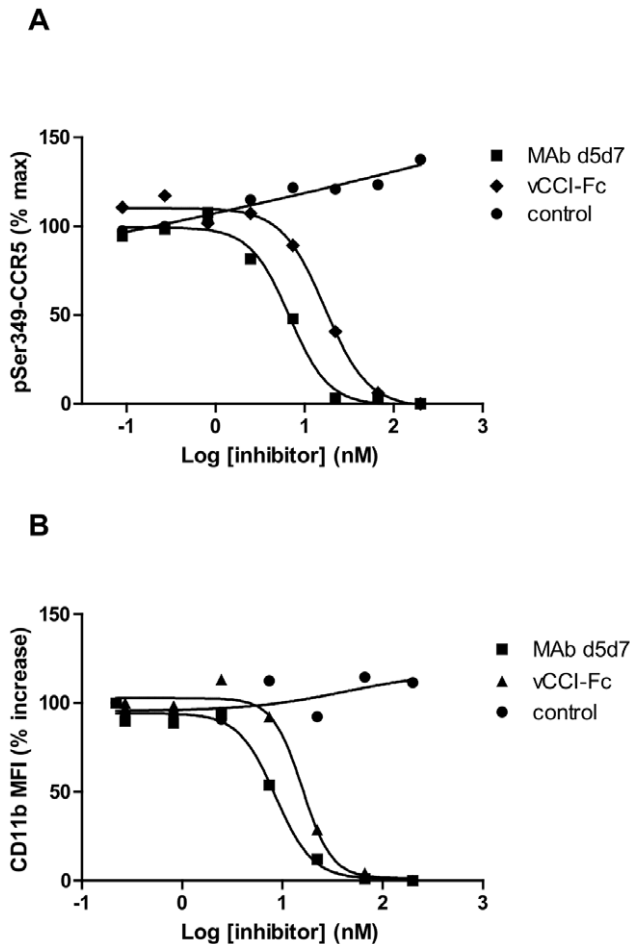 A
150
100
50
0
pSer349-CCR5 (% max)
-1 0 1 2 3
Log [inhibitor] (nM)
MAb d5d7
vCCI-Fc
control
B
150
100
50
0
CD11b MFI (% increase)
-1 0 1 2 3
Log [inhibitor] (nM)
MAb d5d7
vCCI-Fc
control